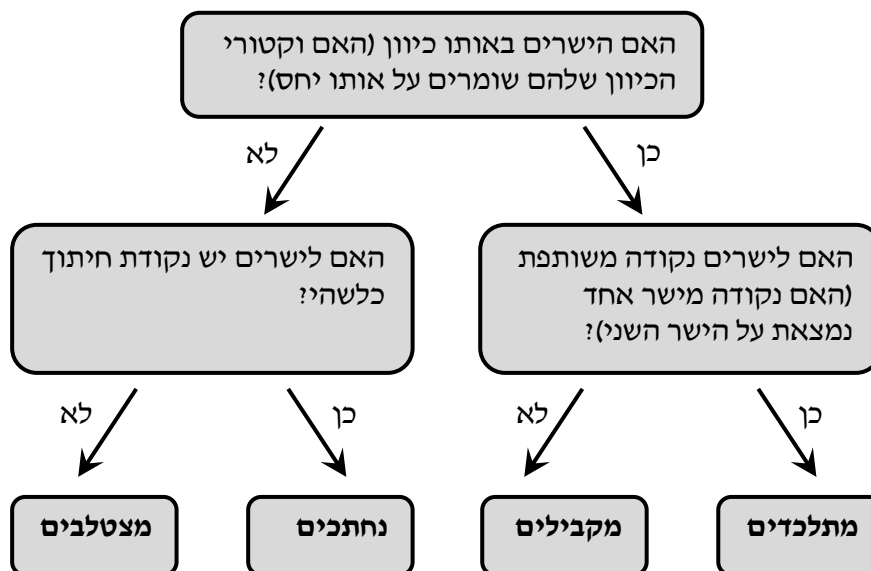 האם הישרים באותו כיוון (האם וקטורי
הכיוון שלהם שומרים על אותו יחס)?
כן
לא
האם לישרים נקודה משותפת
(האם נקודה מישר אחד
נמצאת על הישר השני)?
האם לישרים יש נקודת חיתוך
כלשהי?
כן
לא
כן
לא
מתלכדים
מקבילים
נחתכים
מצטלבים